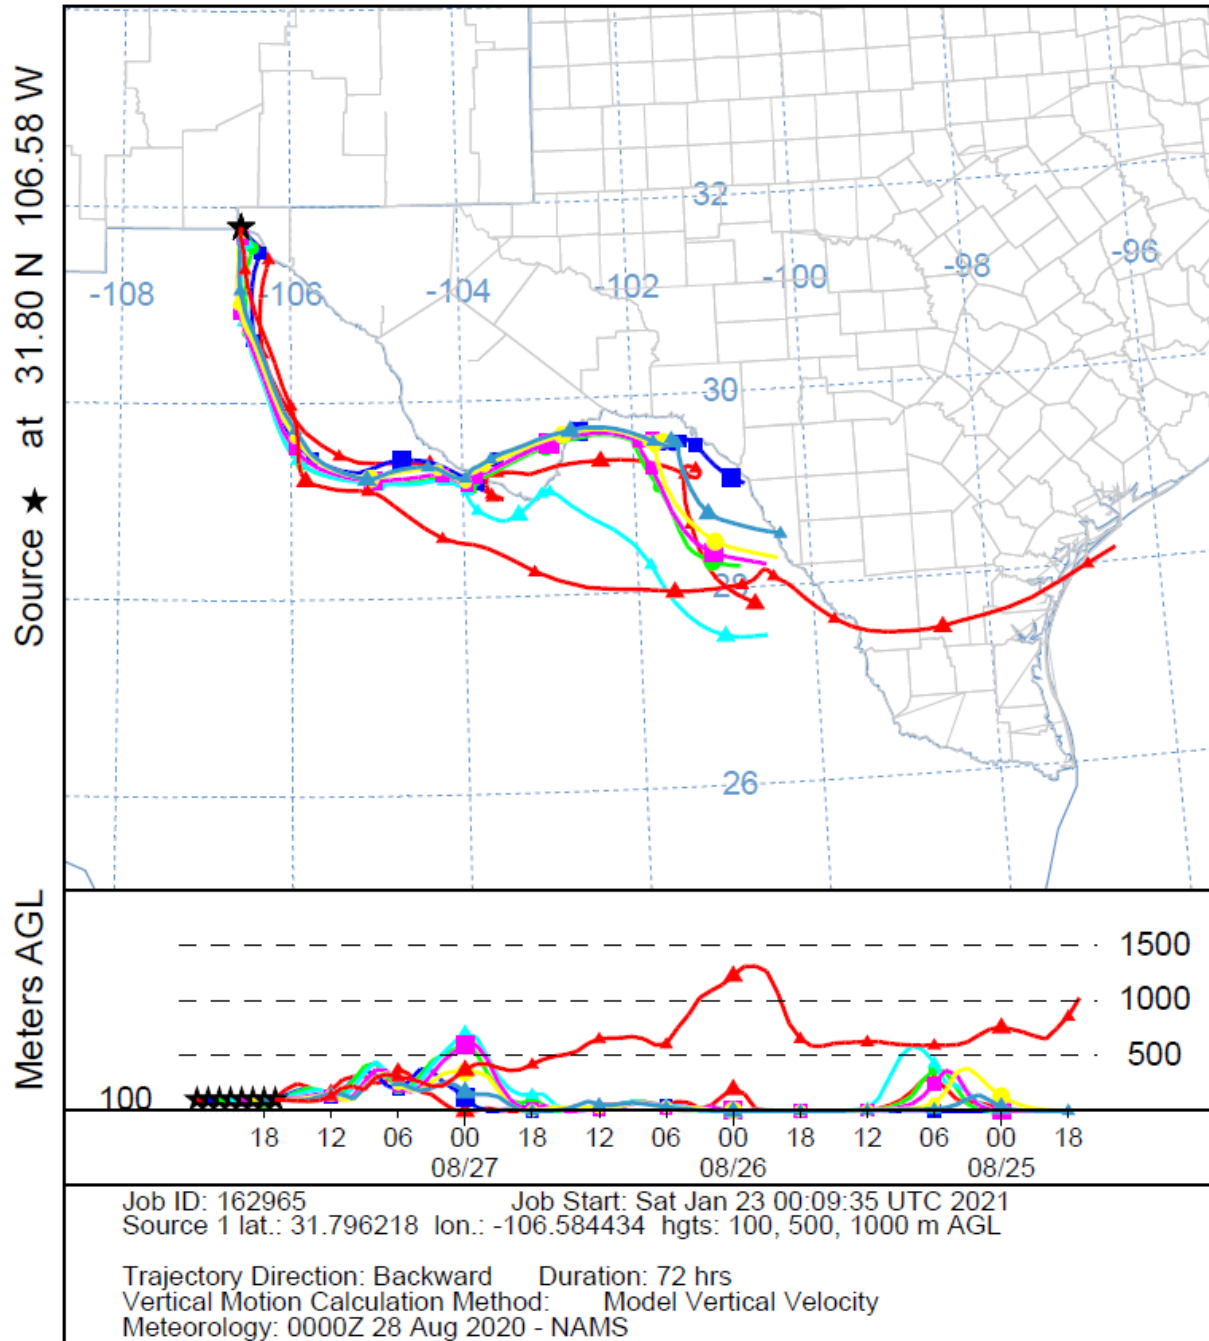 Source ★ at 31.80 N 106.58 W
32
-108
-106
-104
-102
-100
-98
-96
30
26
Meters AGL
1500
1000
500
100
18 12 06 00 18 12 06 00 18 12 06 00 18
08/27 08/26 08/25
Job ID: 162965 Job Start: Sat Jan 23 00:09:35 UTC 2021
Source 1 lat.: 31.796218 lon.: -106.584434 hgts: 100, 500, 1000 m AGL
Trajectory Direction: Backward Duration: 72 hrs
Vertical Motion Calculation Method: Model Vertical Velocity
Meteorology: 0000Z 28 Aug 2020 - NAMS